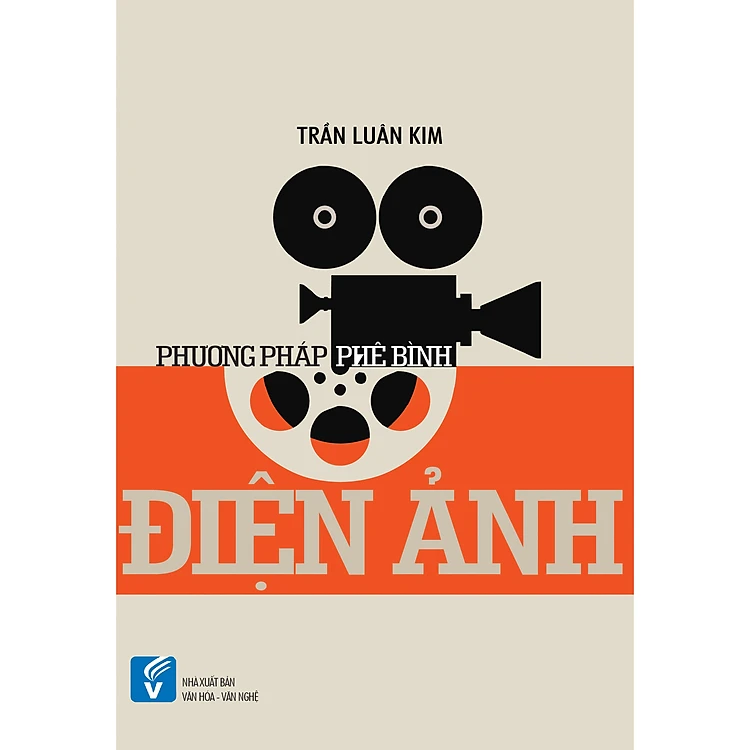 TRẦN LUÂN KIM
PHƯƠNG PHÁP PHÊ BÌNH
ĐIỆN ẢNH
NHÀ XUẤT BẢN
VĂN HÓA - VĂN NGHỆ